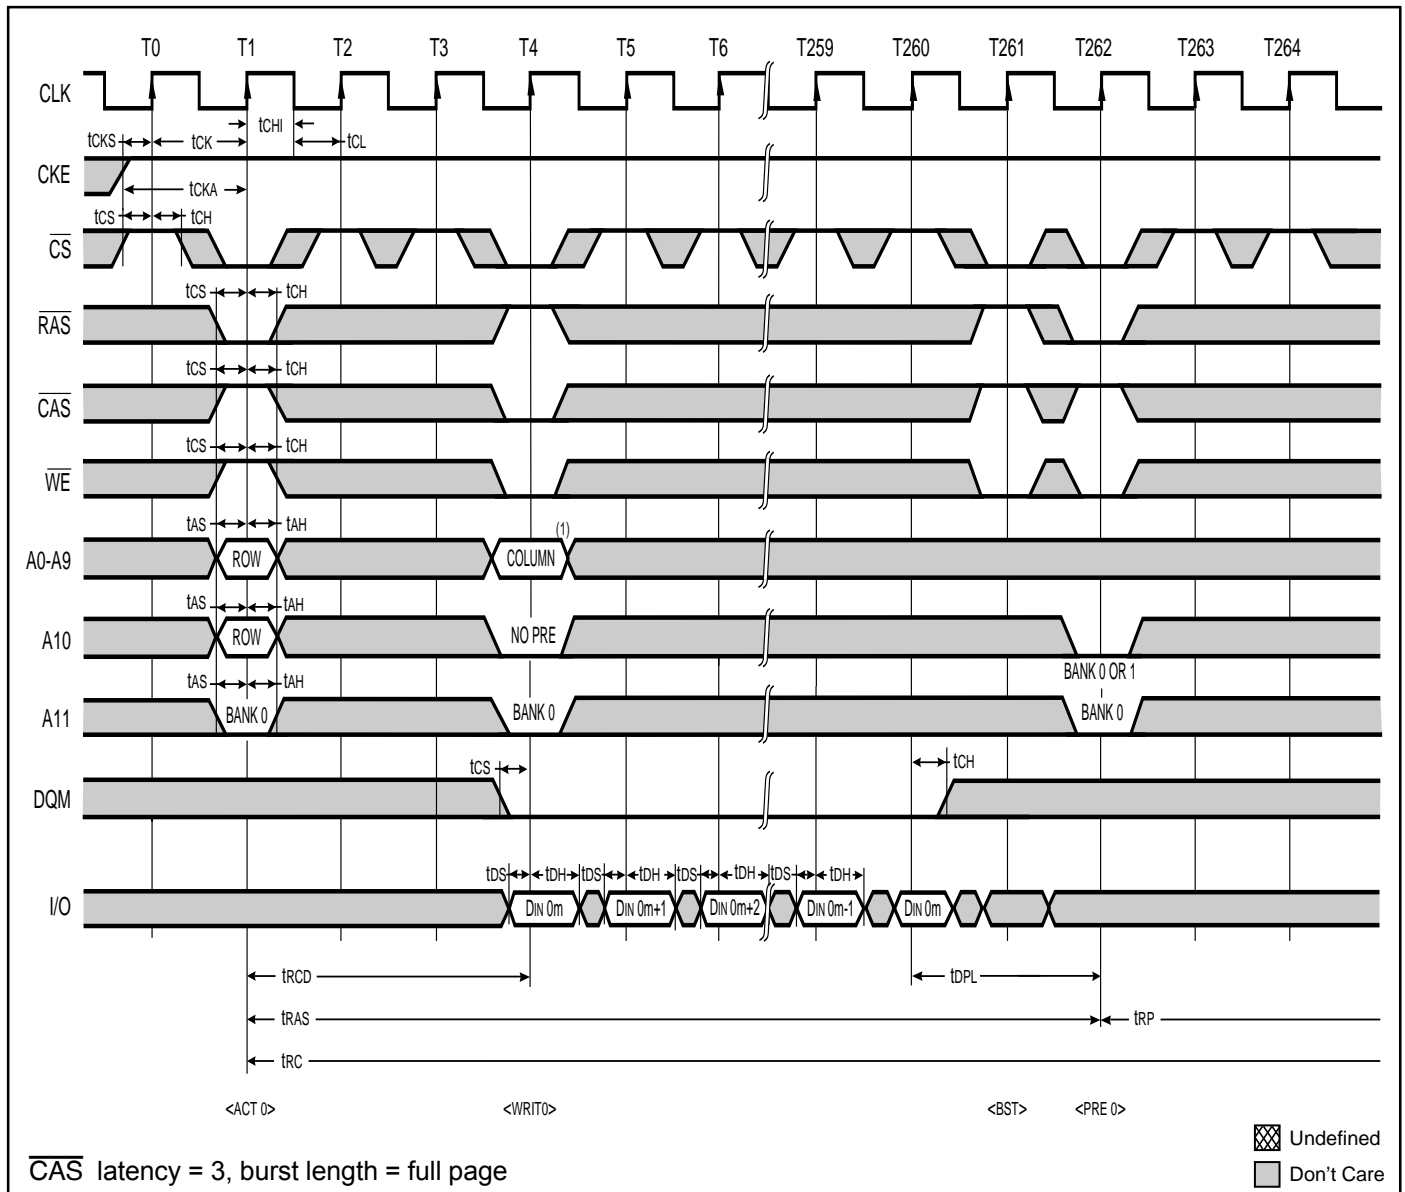 T0 T1 T2 T3 T4 T5 T6 T259 T260 T261 T262 T263 T264
CLK
tCHI
tCKS tCK tCL
CKE
tCKA
tCS tCH
CS
tCS tCH
RAS
tCS tCH
CAS
tCS tCH
WE
tAS tAH (1)
A0-A9 ROW COLUMN
tAS tAH
A10 ROW NO PRE
BANK 0 OR 1
tAS tAH
A11 BANK 0 BANK 0 BANK 0
tCS tCH
DQM
tDS tDH tDS tDH tDS tDH tDS tDH
I/O DIN 0m DIN 0m+1 DIN 0m+2 DIN 0m-1 DIN 0m
tRCD tDPL
tRAS tRP
tRC
<ACT 0> <WRIT0> <BST> <PRE 0>
Undefined
CAS latency = 3, burst length = full page
Don't Care